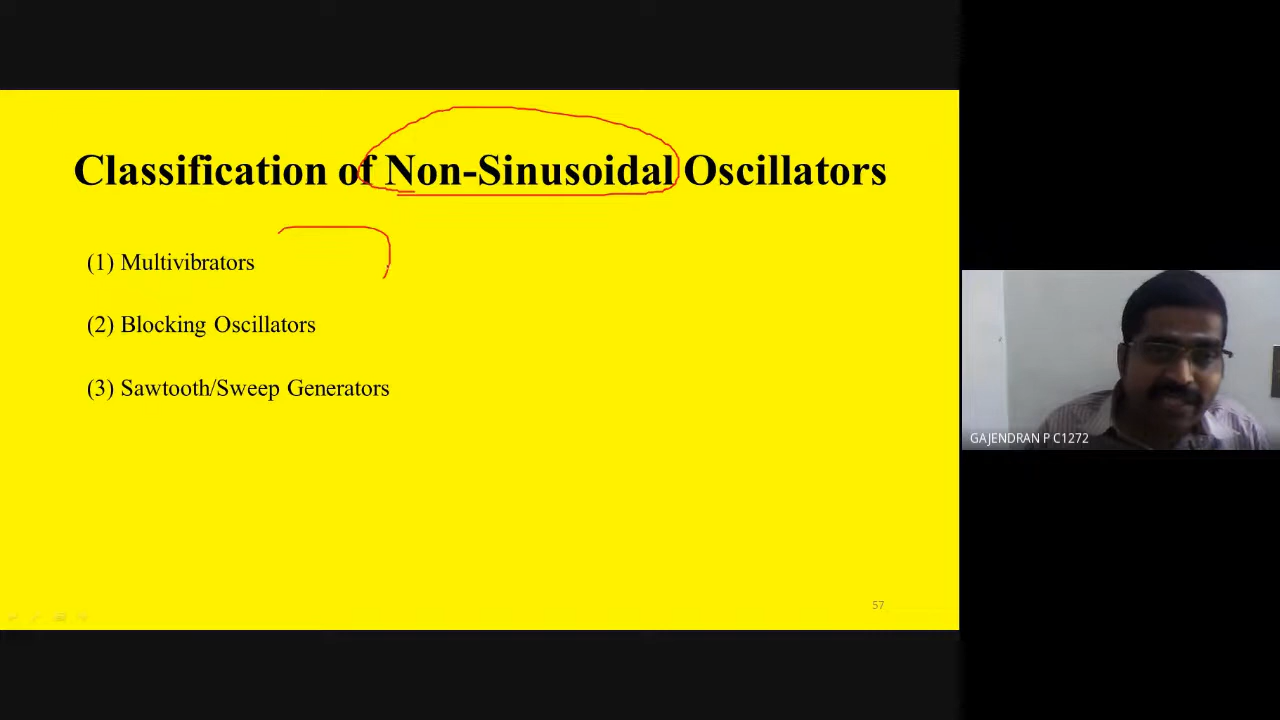 Classification of Non-Sinusoidal Oscillators
(1) Multivibrators
(2) Blocking Oscillators
(3) Sawtooth/Sweep Generators
57
GAJENDRAN P C1272